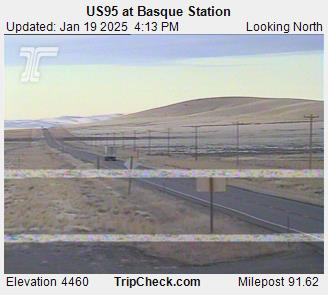 US95 at Basque Station
Updated: Jan 19 2025 4:13 PM Looking North
Elevation 4460 TripCheck.com Milepost 91.62